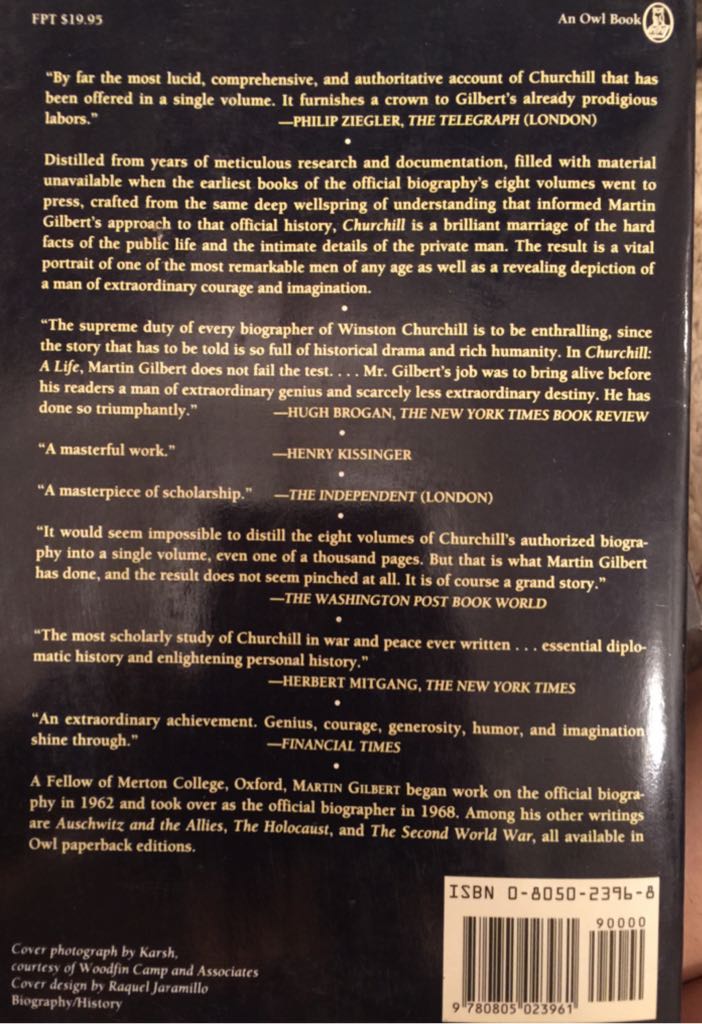 FPT $19.95
An Owl Book
“By far the most lucid, comprehensive, and authoritative account of Churchill that has
been offered in a single volume. It furnishes a crown to Gilbert’s already prodigious
labors.” —PHILIP ZIEGLER, THE TELEGRAPH (LONDON)
•
Distilled from years of meticulous research and documentation, filled with material
unavailable when the earliest books of the official biography’s eight volumes went to
press, crafted from the same deep wellspring of understanding that informed Martin
Gilbert’s approach to that official history, Churchill is a brilliant marriage of the hard
facts of the public life and the intimate details of the private man. The result is a vital
portrait of one of the most remarkable men of any age as well as a revealing depiction of
a man of extraordinary courage and imagination.
•
“The supreme duty of every biographer of Winston Churchill is to be enthralling, since
the story that has to be told is so full of historical drama and rich humanity. In Churchill:
A Life, Martin Gilbert does not fail the test. . . . Mr. Gilbert’s job was to bring alive before
his readers a man of extraordinary genius and scarcely less extraordinary destiny. He has
done so triumphantly.” —HUGH BROGAN, THE NEW YORK TIMES BOOK REVIEW
•
“A masterful work.” —HENRY KISSINGER
•
“A masterpiece of scholarship.” —THE INDEPENDENT (LONDON)
•
“It would seem impossible to distill the eight volumes of Churchill’s authorized biogra-
phy into a single volume, even one of a thousand pages. But that is what Martin Gilbert
has done, and the result does not seem pinched at all. It is of course a grand story.”
—THE WASHINGTON POST BOOK WORLD
•
“The most scholarly study of Churchill in war and peace ever written . . . essential diplo-
matic history and enlightening personal history.”
—HERBERT MITGANG, THE NEW YORK TIMES
•
“An extraordinary achievement. Genius, courage, generosity, humor, and imagination
shine through.” —FINANCIAL TIMES
•
A Fellow of Merton College, Oxford, MARTIN GILBERT began work on the official biogra-
phy in 1962 and took over as the official biographer in 1968. Among his other writings
are Auschwitz and the Allies, The Holocaust, and The Second World War, all available in
Owl paperback editions.
ISBN 0-8050-2396-8
90000
9 780805 023961
Cover photograph by Karsh,
courtesy of Woodfin Camp and Associates
Cover design by Raquel Jaramillo
Biography/History